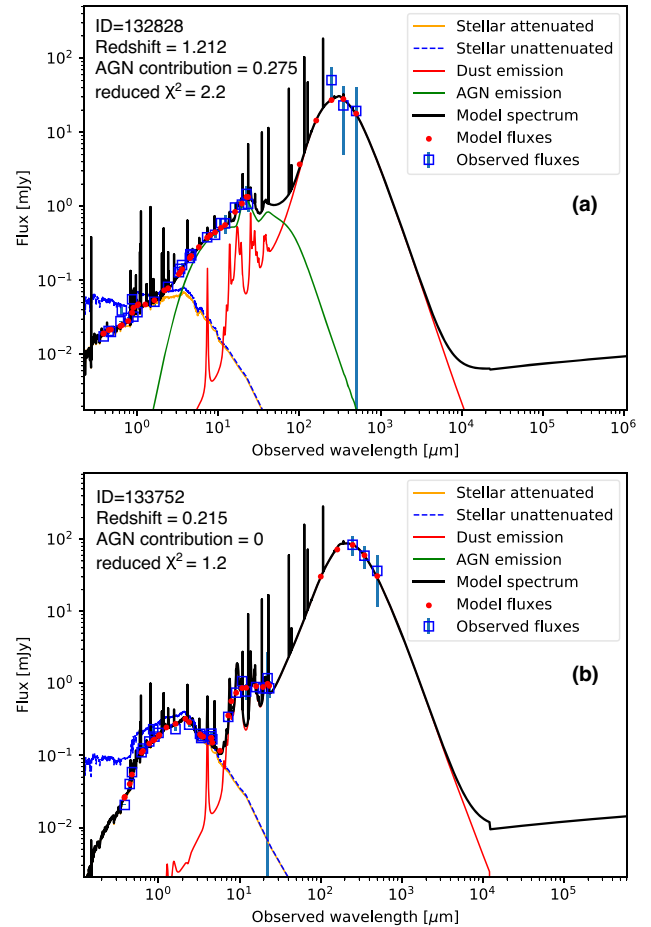 ID=132828
Redshift = 1.212
AGN contribution = 0.275
reduced χ² = 2.2
Stellar attenuated
Stellar unattenuated
Dust emission
AGN emission
Model spectrum
Model fluxes
Observed fluxes
(a)
Flux [mJy]
10²
10¹
10⁰
10⁻¹
10⁻²
10⁰ 10¹ 10² 10³ 10⁴ 10⁵ 10⁶
Observed wavelength [μm]
ID=133752
Redshift = 0.215
AGN contribution = 0
reduced χ² = 1.2
Stellar attenuated
Stellar unattenuated
Dust emission
AGN emission
Model spectrum
Model fluxes
Observed fluxes
(b)
Flux [mJy]
10²
10¹
10⁰
10⁻¹
10⁻²
10⁰ 10¹ 10² 10³ 10⁴ 10⁵
Observed wavelength [μm]